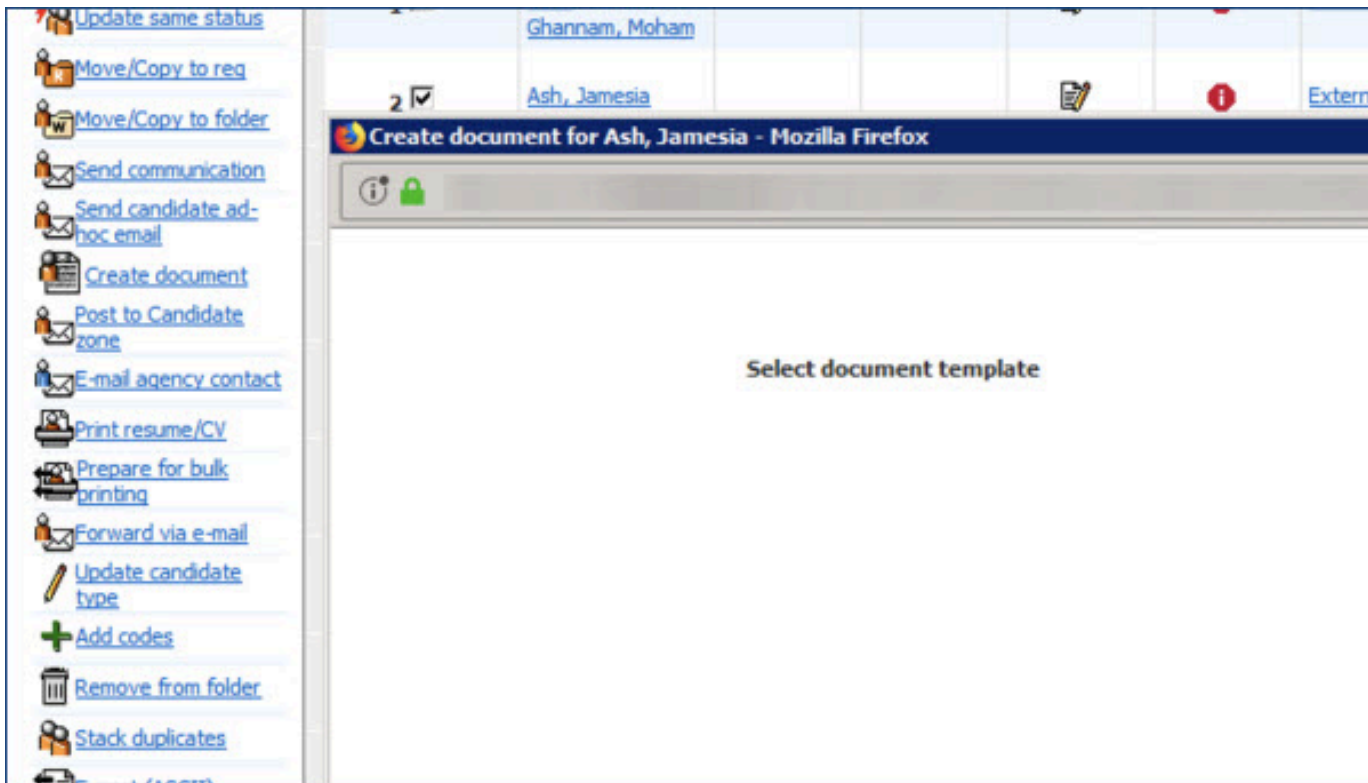 Update same status
Move/Copy to req
Move/Copy to folder
Send communication
Send candidate ad-
hoc email
Create document
Post to Candidate
zone
E-mail agency contact
Print resume/CV
Prepare for bulk
printing
Forward via e-mail
Update candidate
type
Add codes
Remove from folder
Stack duplicates
Ghannam, Moham
2 Ash, Jamesia Extern
Create document for Ash, Jamesia - Mozilla Firefox
Select document template